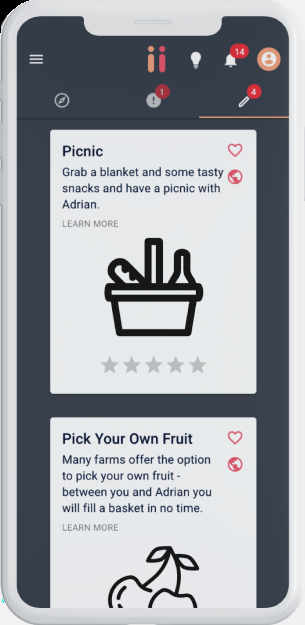 14
1
4
Picnic
Grab a blanket and some tasty
snacks and have a picnic with
Adrian.
LEARN MORE
Pick Your Own Fruit
Many farms offer the option
to pick your own fruit -
between you and Adrian you
will fill a basket in no time.
LEARN MORE